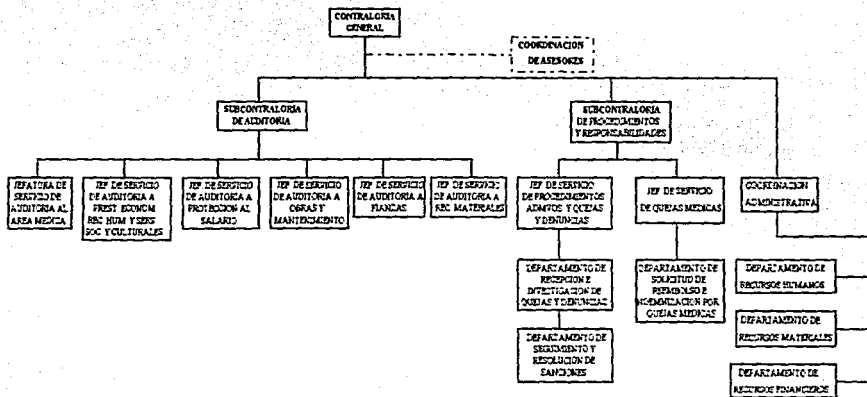 CONTRALORIA
GENERAL
COORDINACION
DE ASESORES
SUBCONTRALORIA
DE AUDITORIA
SUBCONTRALORIA
DE PROCEDIMIENTOS
Y RESPONSABILIDADES
JEFATURA DE
SERVICIO DE
AUDITORIA AL
AREA MEDICA
JEF DE SERVICIO
DE AUDITORIA A
PREST ECONOM
REC HUM Y SERV
SOC Y CULTURALES
JEF DE SERVICIO
DE AUDITORIA A
PROTECCION AL
SALARIO
JEF DE SERVICIO
DE AUDITORIA A
OBRAS Y
MANTENIMIENTO
JEF DE SERVICIO
DE AUDITORIA A
FIANZAS
JEF DE SERVICIO
DE AUDITORIA A
REC MATERIALES
JEF DE SERVICIO
DE PROCEDIMIENTOS
ADMTVOS Y QUEJAS
Y DENUNCIAS
JEF DE SERVICIO
DE QUEJAS MEDICAS
COORDINACION
ADMINISTRATIVA
DEPARTAMENTO DE
RECEPCION E
INVESTIGACION DE
QUEJAS Y DENUNCIAS
DEPARTAMENTO DE
SOLICITUD DE
REEMBOLSO E
INDEMNIZACION POR
QUEJAS MEDICAS
DEPARTAMENTO DE
RECURSOS HUMANOS
DEPARTAMENTO DE
RECURSOS MATERIALES
DEPARTAMENTO DE
SEGUIMIENTO Y
RESOLUCION DE
SANCIONES
DEPARTAMENTO DE
RECURSOS FINANCIEROS